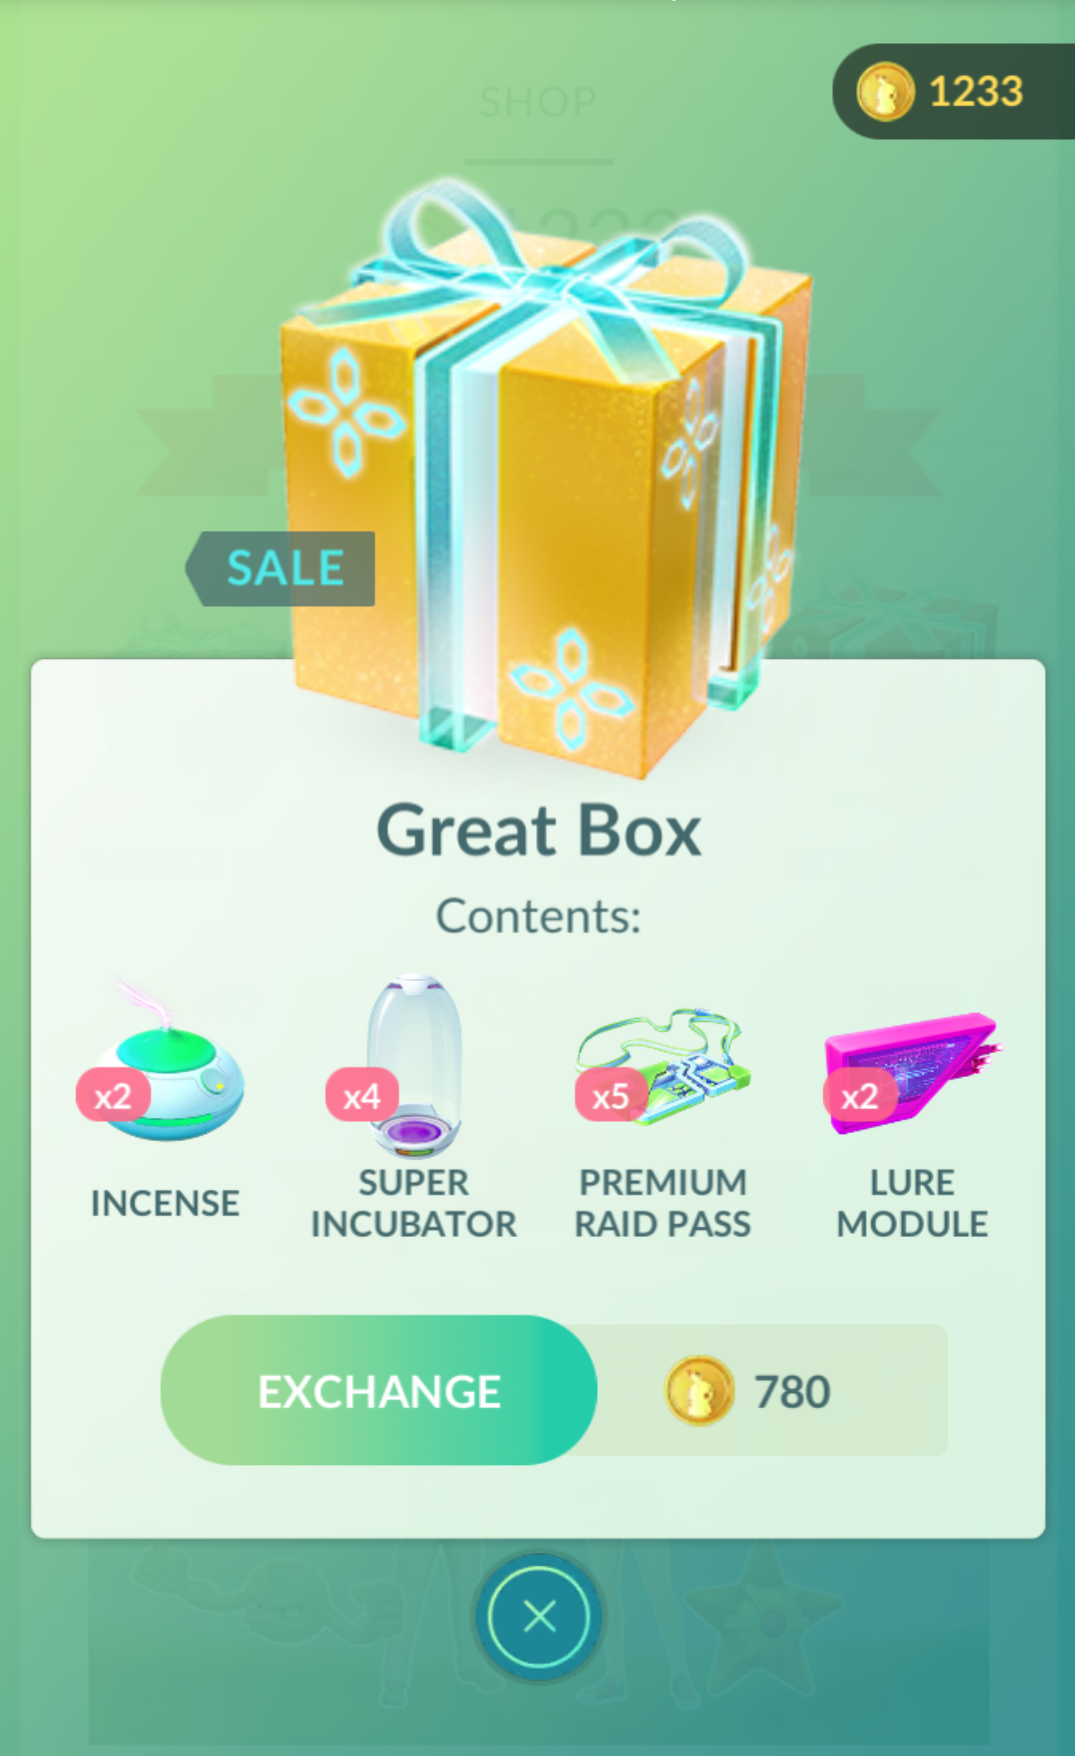 1233
SHOP
SALE
Great Box
Contents:
x2
x4
x5
x2
INCENSE
SUPER
INCUBATOR
PREMIUM
RAID PASS
LURE
MODULE
EXCHANGE
780